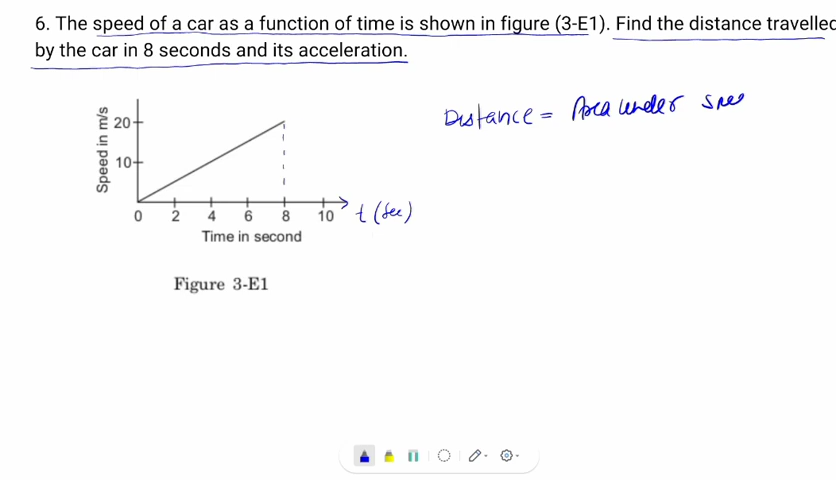 6. The speed of a car as a function of time is shown in figure (3-E1). Find the distance travelled
by the car in 8 seconds and its acceleration.
Distance = Area under spee
Speed in m/s
20
10
0 2 4 6 8 10 t (sec)
Time in second
Figure 3-E1